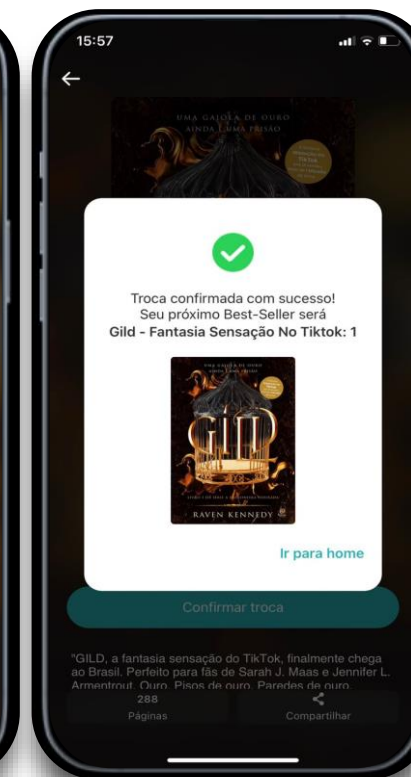 15:57
UMA GAIOLA DE OURO
AINDA É UMA PRISÃO
SENSAÇÃO DO
TikTok
Troca confirmada com sucesso!
Seu próximo Best-Seller será
Gild - Fantasia Sensação No Tiktok: 1
UMA GAIOLA DE OURO
AINDA É UMA PRISÃO
GILD
RAVEN KENNEDY
Ir para home
Confirmar troca
"GILD, a fantasia sensação do TikTok, finalmente chega
ao Brasil. Perfeito para fãs de Sarah J. Maas e Jennifer L.
Armentrout. Ouro. Pisos de ouro. Paredes de ouro.
288
Páginas
Compartilhar